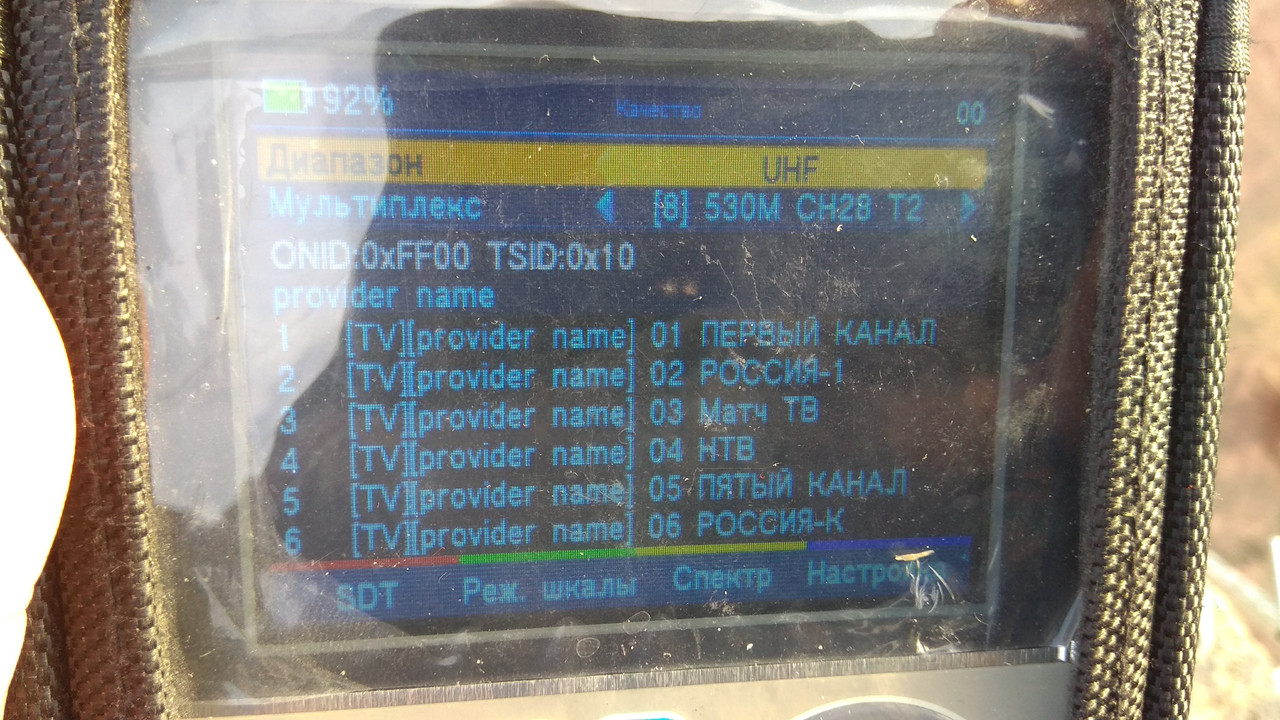 92% Качество 00
Диапазон UHF
Мультиплекс [8] 530M CH28 T2
ONID:0xFF00 TSID:0x10
provider name
1 [TV][provider name] 01 ПЕРВЫЙ КАНАЛ
2 [TV][provider name] 02 РОССИЯ-1
3 [TV][provider name] 03 Матч ТВ
4 [TV][provider name] 04 НТВ
5 [TV][provider name] 05 ПЯТЫЙ КАНАЛ
6 [TV][provider name] 06 РОССИЯ-К
SDT Реж. шкалы Спектр